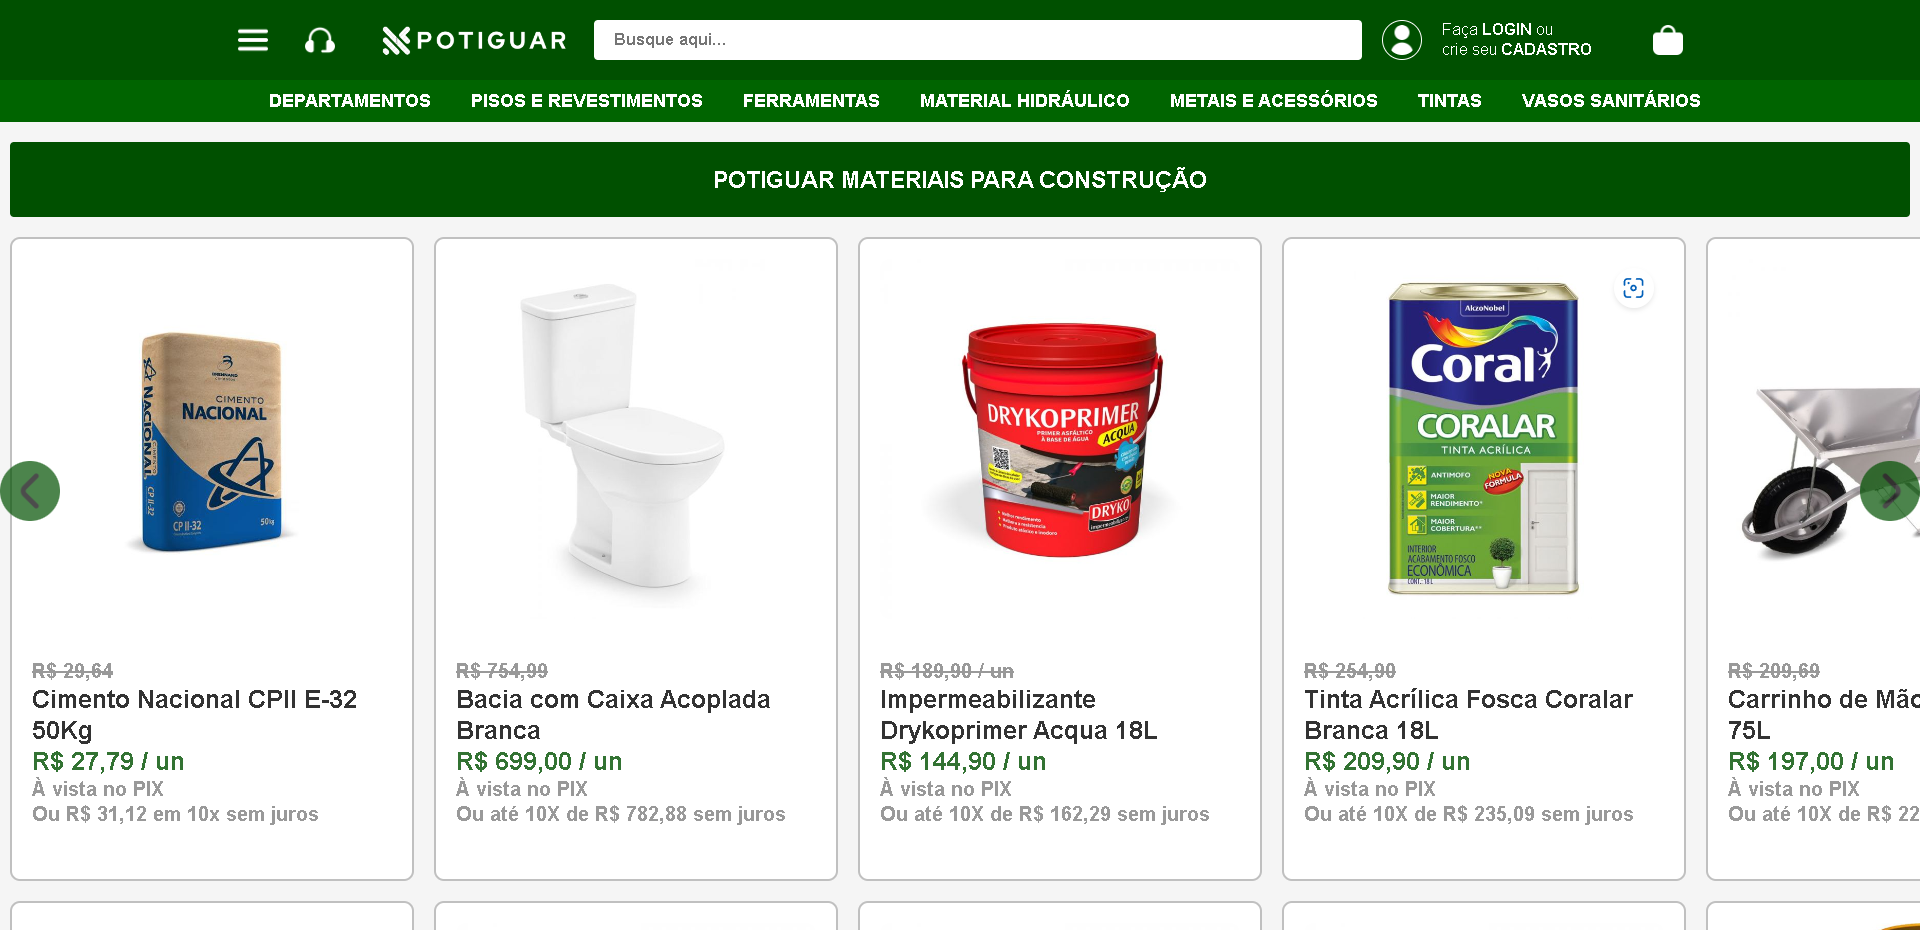 POTIGUAR
Busque aqui...
Faça LOGIN ou
crie seu CADASTRO
DEPARTAMENTOS
PISOS E REVESTIMENTOS
FERRAMENTAS
MATERIAL HIDRÁULICO
METAIS E ACESSÓRIOS
TINTAS
VASOS SANITÁRIOS
POTIGUAR MATERIAIS PARA CONSTRUÇÃO
CIMENTO
NACIONAL
NACIONAL
CP II-32
CP II-32
50kg
R$ 29,64
Cimento Nacional CPII E-32
50Kg
R$ 27,79 / un
À vista no PIX
Ou R$ 31,12 em 10x sem juros
R$ 754,99
Bacia com Caixa Acoplada
Branca
R$ 699,00 / un
À vista no PIX
Ou até 10X de R$ 782,88 sem juros
DRYKOPRIMER
PRIMER ASFÁLTICO
À BASE DE ÁGUA
ACQUA
DRYKO
impermeabilizantes
R$ 189,90 / un
Impermeabilizante
Drykoprimer Acqua 18L
R$ 144,90 / un
À vista no PIX
Ou até 10X de R$ 162,29 sem juros
AkzoNobel
Coral
CORALAR
TINTA ACRÍLICA
ANTIMOFO
NOVA
FÓRMULA
MAIOR
RENDIMENTO*
MAIOR
COBERTURA**
INTERIOR
ACABAMENTO FOSCO
ECONÔMICA
CONT.: 18 L
R$ 254,90
Tinta Acrílica Fosca Coralar
Branca 18L
R$ 209,90 / un
À vista no PIX
Ou até 10X de R$ 235,09 sem juros
R$ 209,69
Carrinho de Mão
75L
R$ 197,00 / un
À vista no PIX
Ou até 10X de R$ 22